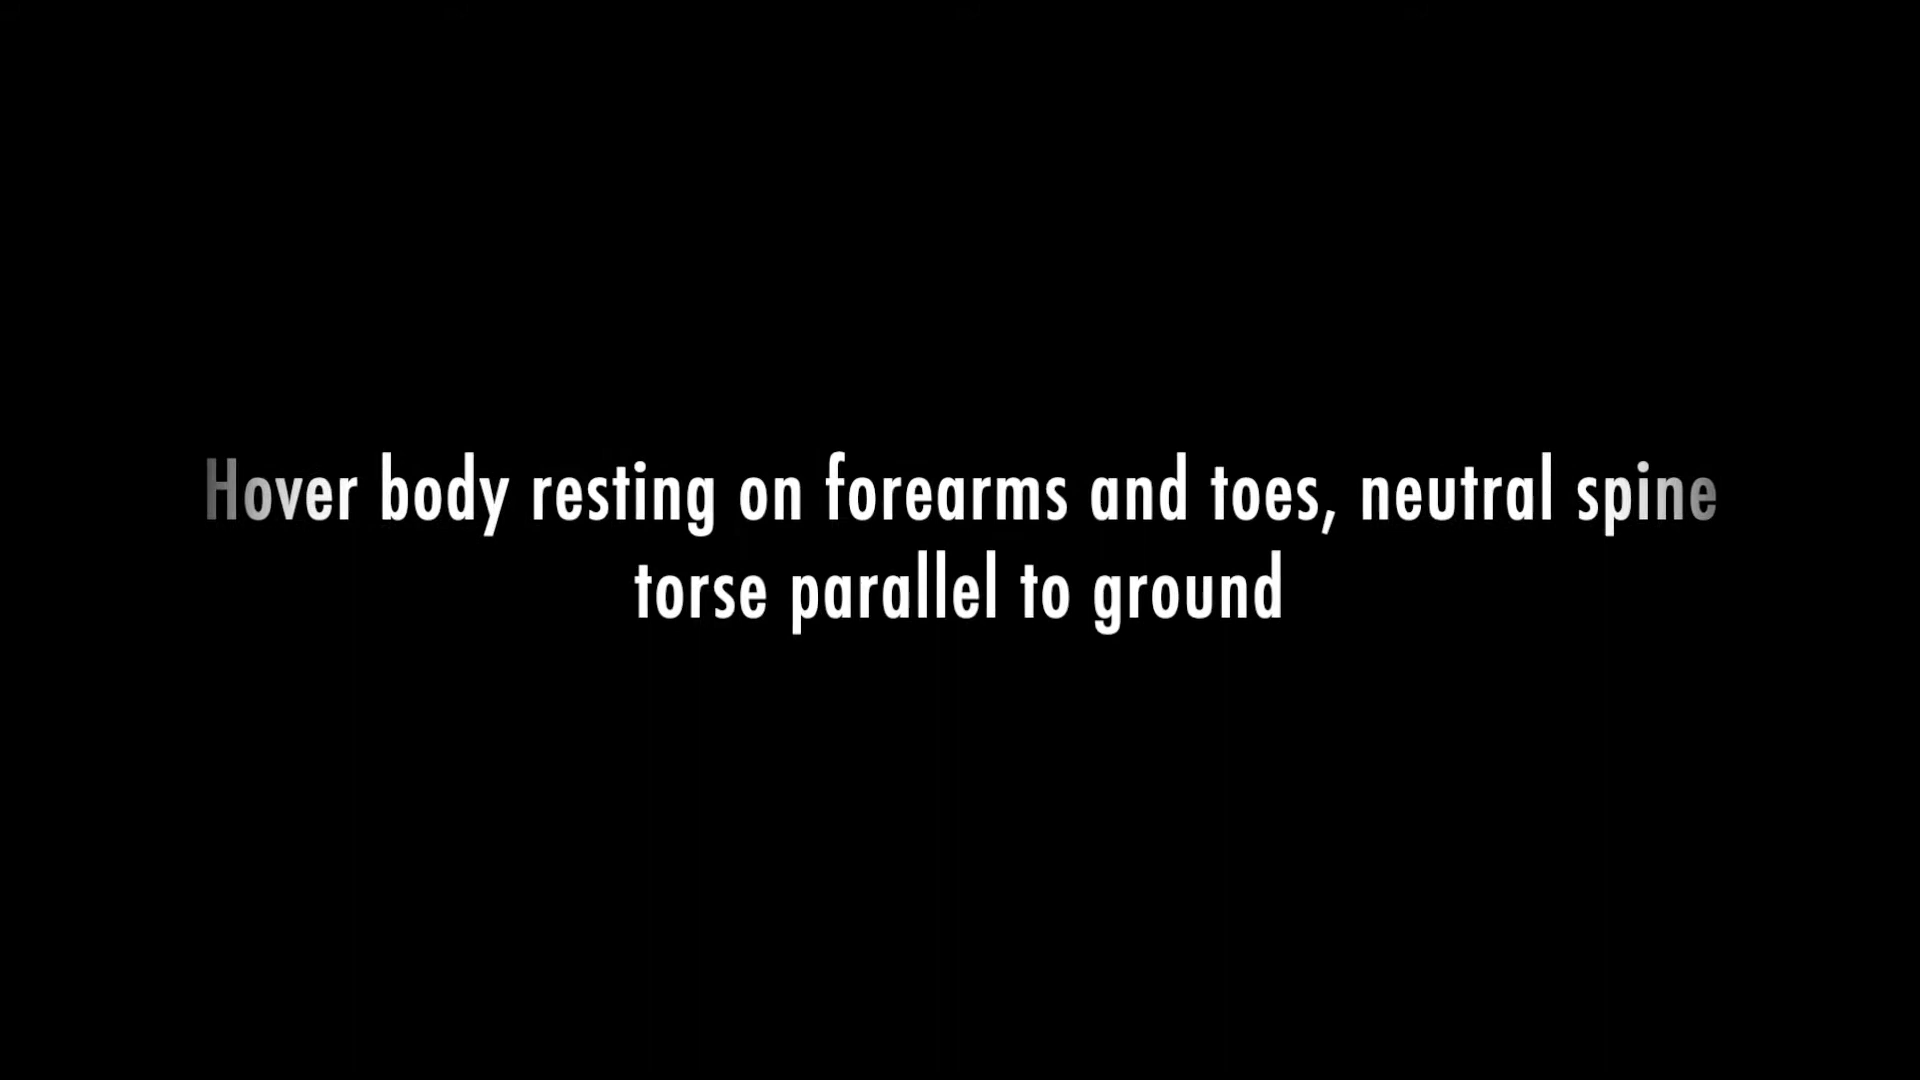 Hover body resting on forearms and toes, neutral spine
torse parallel to ground